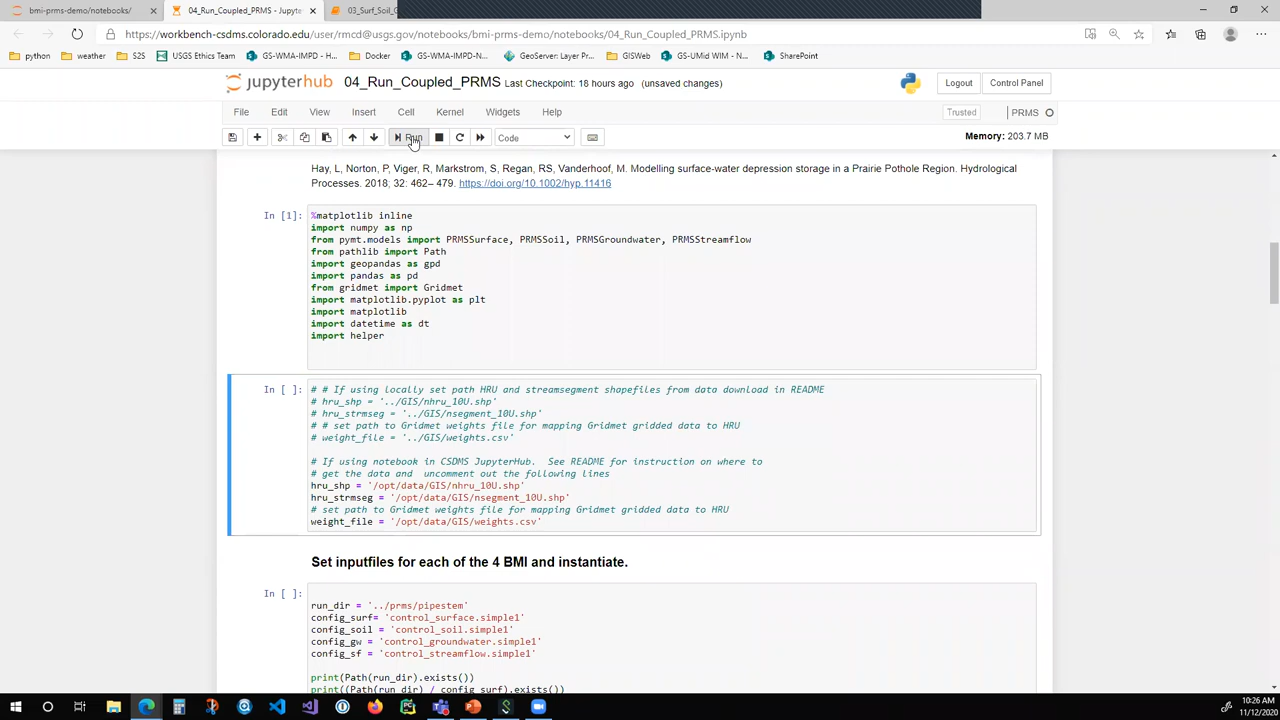 bmi-prms-demo/notebooks/
04_Run_Coupled_PRMS - Jupyte
03_Surf_Soil_G
https://workbench-csdms.colorado.edu/user/rmcd@usgs.gov/notebooks/bmi-prms-demo/notebooks/04_Run_Coupled_PRMS.ipynb
python
weather
S2S
USGS Ethics Team
GS-WMA-IMPD - H...
Docker
GS-WMA-IMPD-N...
GeoServer: Layer Pr...
GISWeb
GS-UMid WIM - D...
SharePoint
jupyterhub
04_Run_Coupled_PRMS Last Checkpoint: 18 hours ago (unsaved changes)
Logout
Control Panel
File Edit View Insert Cell Kernel Widgets Help
Trusted
PRMS
Run
Code
Memory: 203.7 MB
Hay, L, Norton, P, Viger, R, Markstrom, S, Regan, RS, Vanderhoof, M. Modelling surface-water depression storage in a Prairie Pothole Region. Hydrological
Processes. 2018; 32: 462– 479. https://doi.org/10.1002/hyp.11416
In [1]:
%matplotlib inline
import numpy as np
from pymt.models import PRMSSurface, PRMSSoil, PRMSGroundwater, PRMSStreamflow
from pathlib import Path
import geopandas as gpd
import pandas as pd
from gridmet import Gridmet
import matplotlib.pyplot as plt
import matplotlib
import datetime as dt
import helper
In [ ]:
# # If using locally set path HRU and streamsegment shapefiles from data download in README
# hru_shp = '../GIS/nhru_10U.shp'
# hru_strmseg = '../GIS/nsegment_10U.shp'
# # set path to Gridmet weights file for mapping Gridmet gridded data to HRU
# weight_file = '../GIS/weights.csv'
# If using notebook in CSDMS JupyterHub. See README for instruction on where to
# get the data and uncomment out the following lines
hru_shp = '/opt/data/GIS/nhru_10U.shp'
hru_strmseg = '/opt/data/GIS/nsegment_10U.shp'
# set path to Gridmet weights file for mapping Gridmet gridded data to HRU
weight_file = '/opt/data/GIS/weights.csv'
Set inputfiles for each of the 4 BMI and instantiate.
In [ ]:
run_dir = '../prms/pipestem'
config_surf= 'control_surface.simple1'
config_soil = 'control_soil.simple1'
config_gw = 'control_groundwater.simple1'
config_sf = 'control_streamflow.simple1'
print(Path(run_dir).exists())
print((Path(run_dir) / config_surf).exists())
10:26 AM
11/12/2020